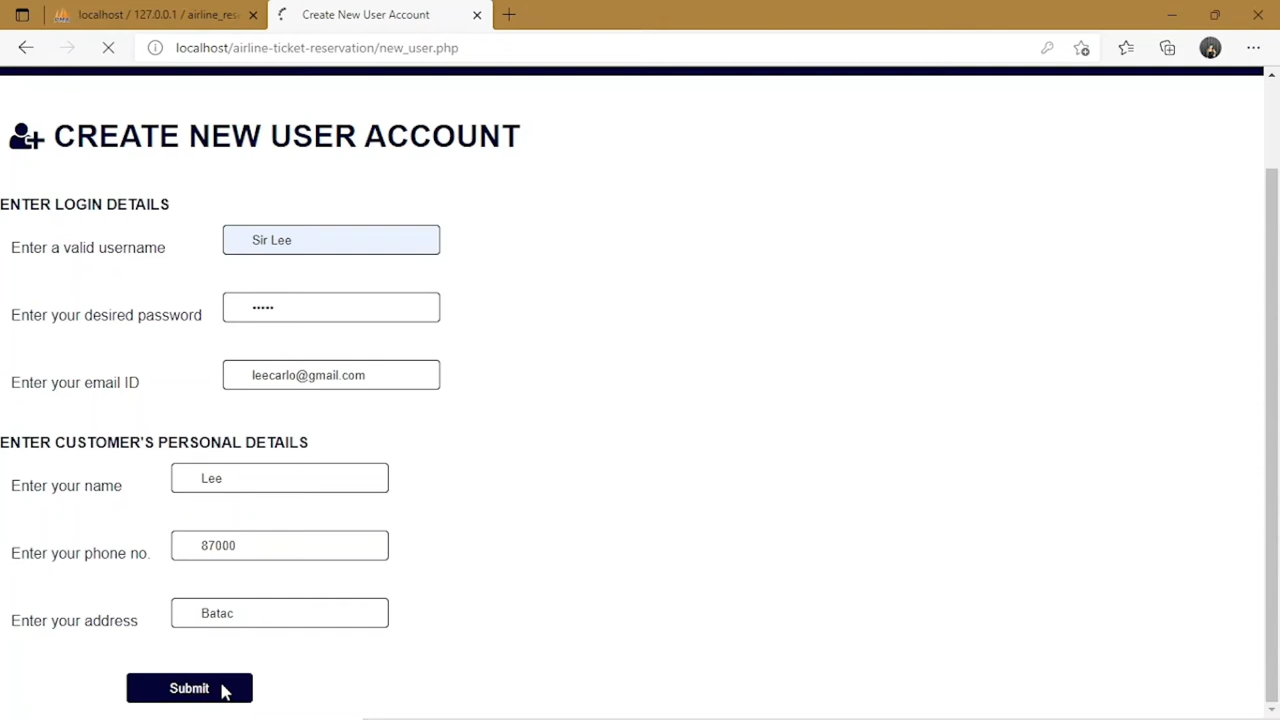 localhost / 127.0.0.1 / airline_res
Create New User Account
localhost/airline-ticket-reservation/new_user.php
CREATE NEW USER ACCOUNT
ENTER LOGIN DETAILS
Enter a valid username
Sir Lee
Enter your desired password
•••••
Enter your email ID
leecarlo@gmail.com
ENTER CUSTOMER'S PERSONAL DETAILS
Enter your name
Lee
Enter your phone no.
87000
Enter your address
Batac
Submit